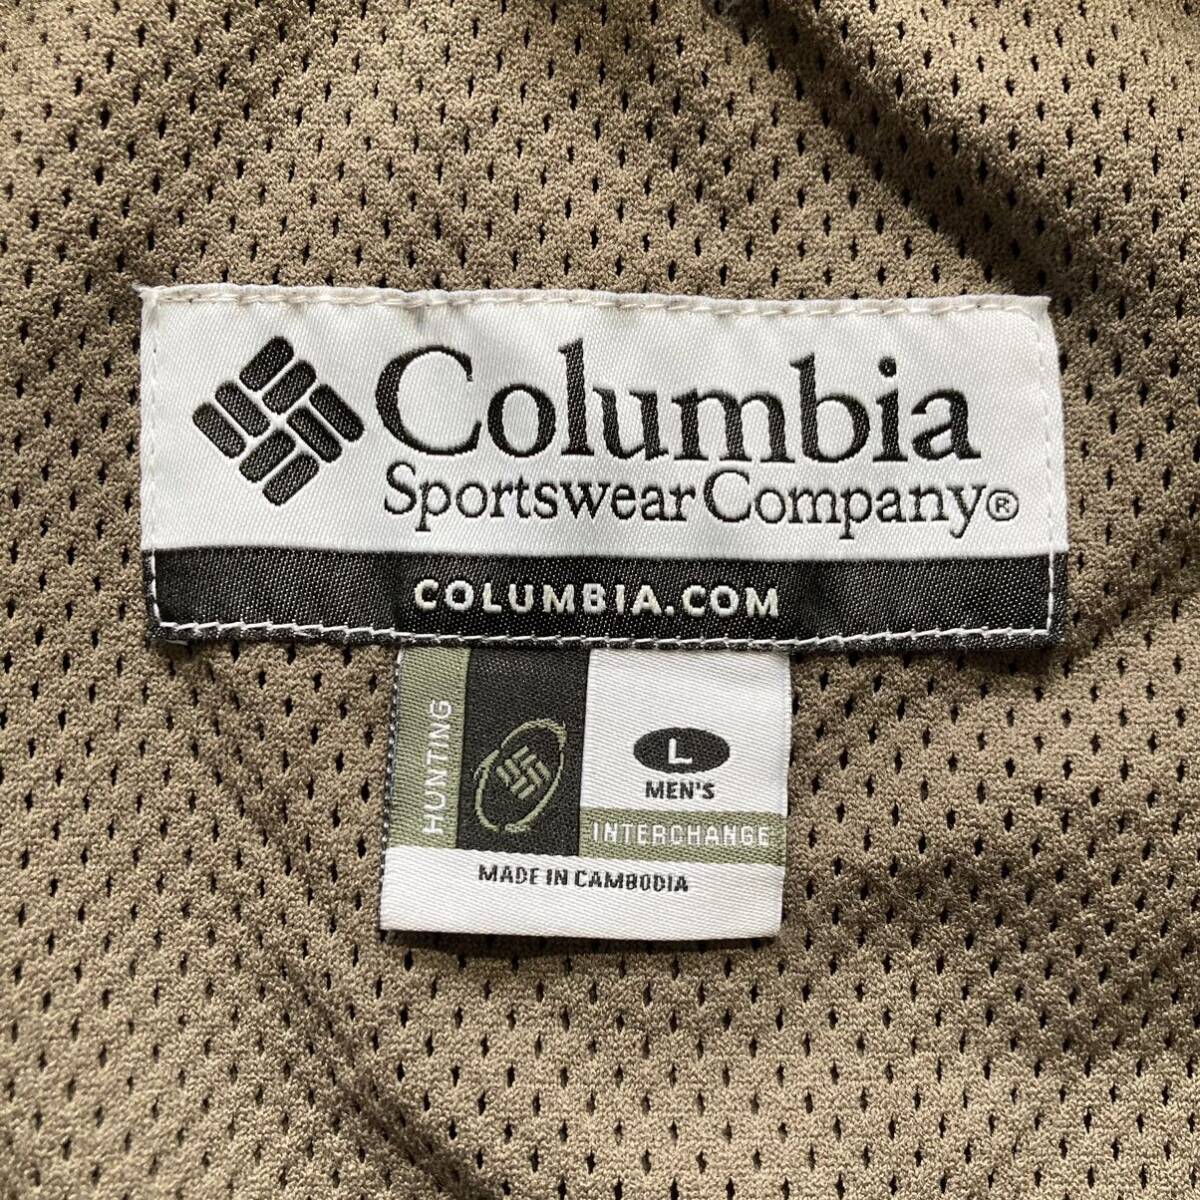 Columbia
Sportswear Company®
COLUMBIA.COM
HUNTING
L
MEN'S
INTERCHANGE
MADE IN CAMBODIA